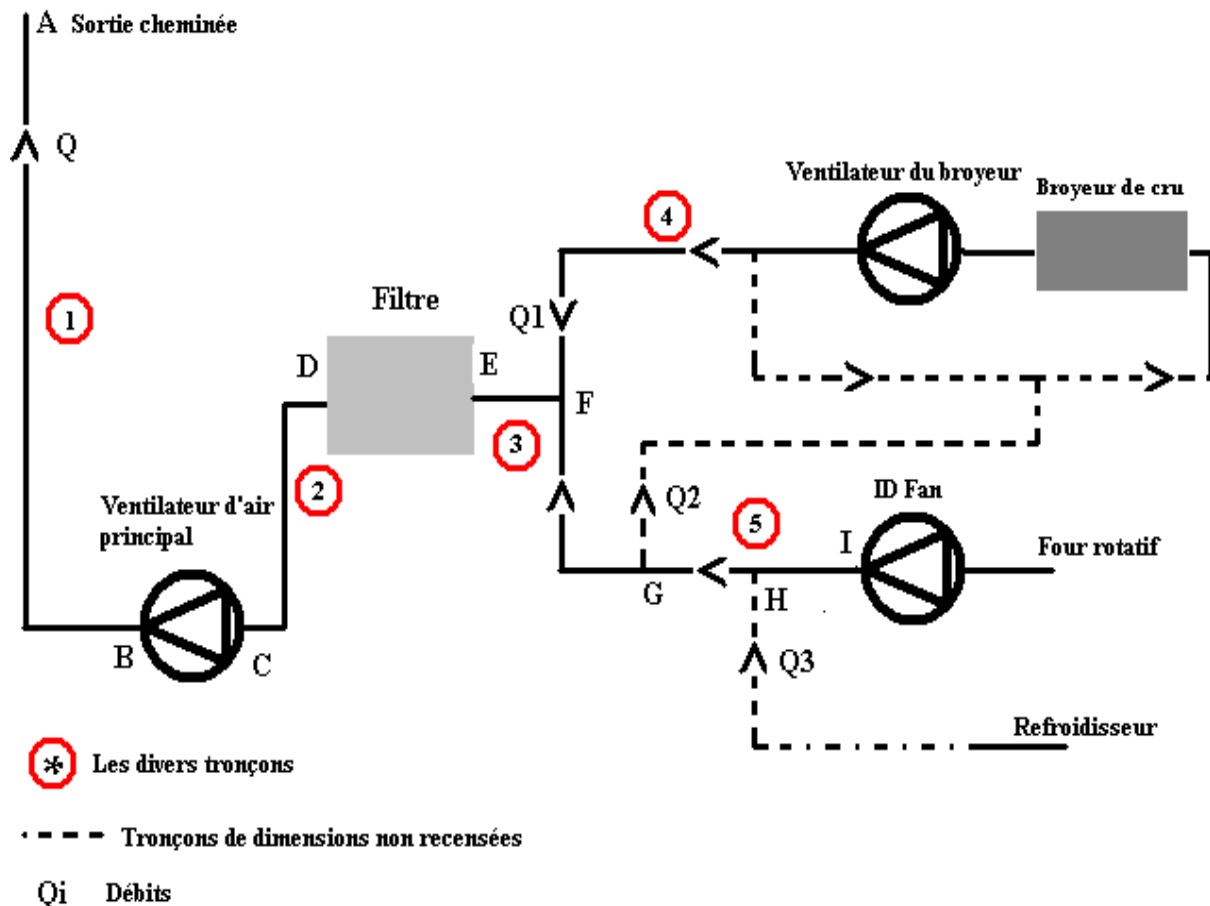 A Sortie cheminée
Q
Ventilateur du broyeur
Broyeur de cru
4
1
Filtre
Q1
D
E
F
3
2
Ventilateur d'air
principal
Q2
5
ID Fan
I
Four rotatif
G
H
B
C
Q3
Refroidisseur
* Les divers tronçons
Tronçons de dimensions non recensées
Qi Débits